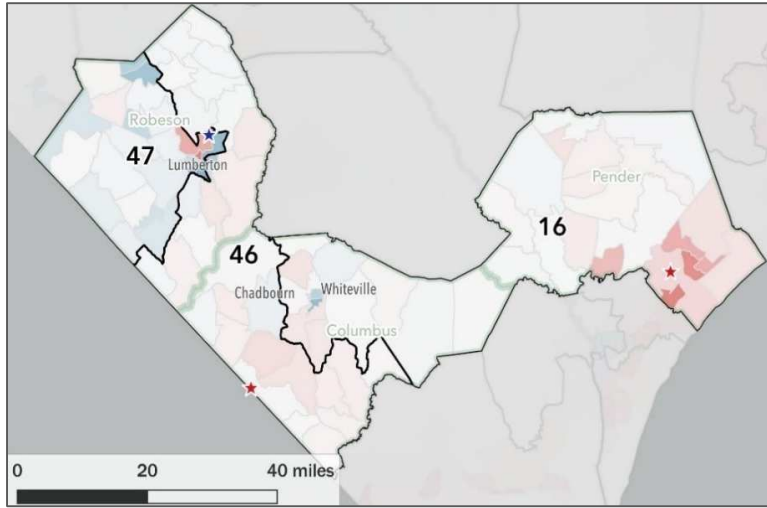 Robeson
47
Lumberton
Pender
16
46
Chadbourn
Whiteville
Columbus
0 20 40 miles